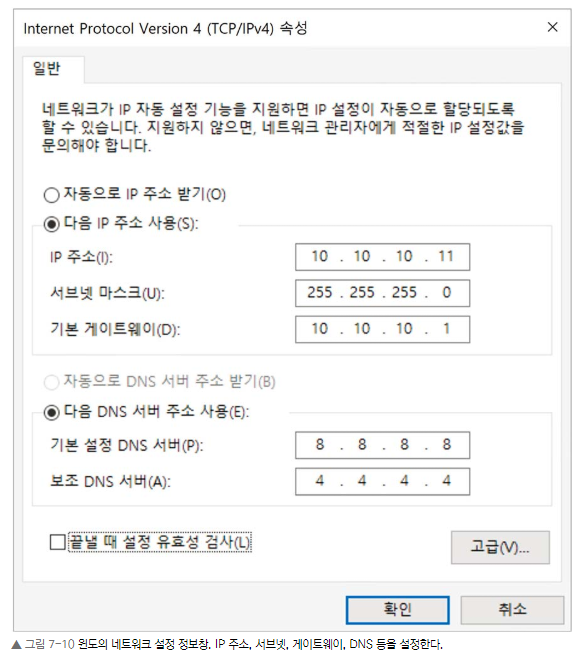 Internet Protocol Version 4 (TCP/IPv4) 속성
일반
네트워크가 IP 자동 설정 기능을 지원하면 IP 설정이 자동으로 할당되도록
할 수 있습니다. 지원하지 않으면, 네트워크 관리자에게 적절한 IP 설정값을
문의해야 합니다.
자동으로 IP 주소 받기(O)
다음 IP 주소 사용(S):
IP 주소(I): 10 . 10 . 10 . 11
서브넷 마스크(U): 255 . 255 . 255 . 0
기본 게이트웨이(D): 10 . 10 . 10 . 1
자동으로 DNS 서버 주소 받기(B)
다음 DNS 서버 주소 사용(E):
기본 설정 DNS 서버(P): 8 . 8 . 8 . 8
보조 DNS 서버(A): 4 . 4 . 4 . 4
끝낼 때 설정 유효성 검사(L)
고급(V)...
확인 취소
▲ 그림 7-10 윈도의 네트워크 설정 정보창. IP 주소, 서브넷, 게이트웨이, DNS 등을 설정한다.